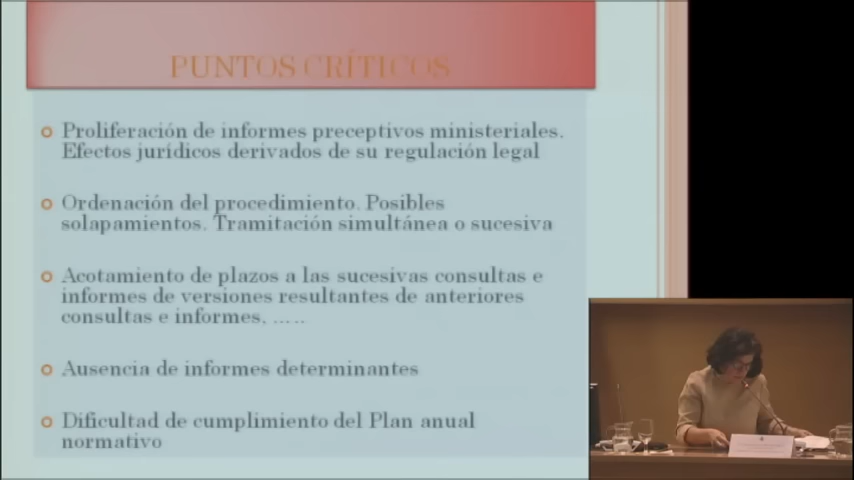 PUNTOS CRÍTICOS
Proliferación de informes preceptivos ministeriales.
Efectos jurídicos derivados de su regulación legal
Ordenación del procedimiento. Posibles
solapamientos. Tramitación simultánea o sucesiva
Acotamiento de plazos a las sucesivas consultas e
informes de versiones resultantes de anteriores
consultas e informes, .....
Ausencia de informes determinantes
Dificultad de cumplimiento del Plan anual
normativo